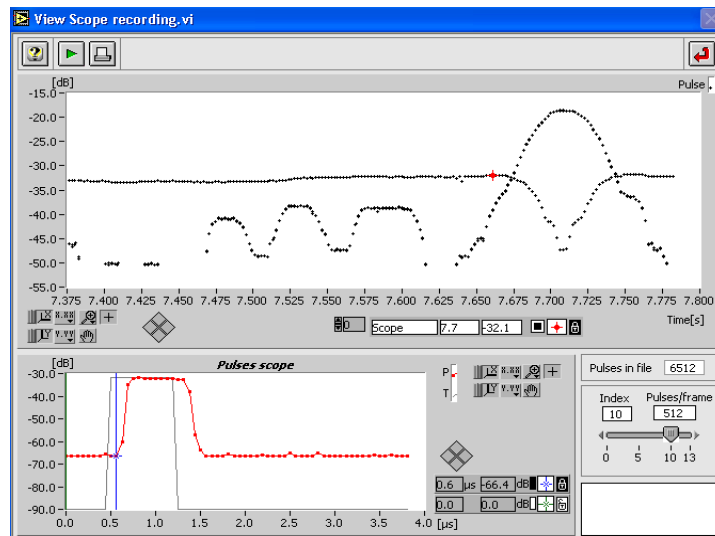 View Scope recording.vi
[dB]
Pulse
-15.0
-20.0
-25.0
-30.0
-35.0
-40.0
-45.0
-50.0
-55.0
7.375 7.400 7.425 7.450 7.475 7.500 7.525 7.550 7.575 7.600 7.625 7.650 7.675 7.700 7.725 7.750 7.775 7.800
Time[s]
0 Scope 7.7 -32.1
[dB]
Pulses scope
-30.0
-40.0
-50.0
-60.0
-70.0
-80.0
-90.0
0.0 0.5 1.0 1.5 2.0 2.5 3.0 3.5 4.0 [µs]
P
T
0.6 µs -66.4 dB
0.0 0.0 dB
Pulses in file 6512
Index Pulses/frame
10 512
0 5 10 13